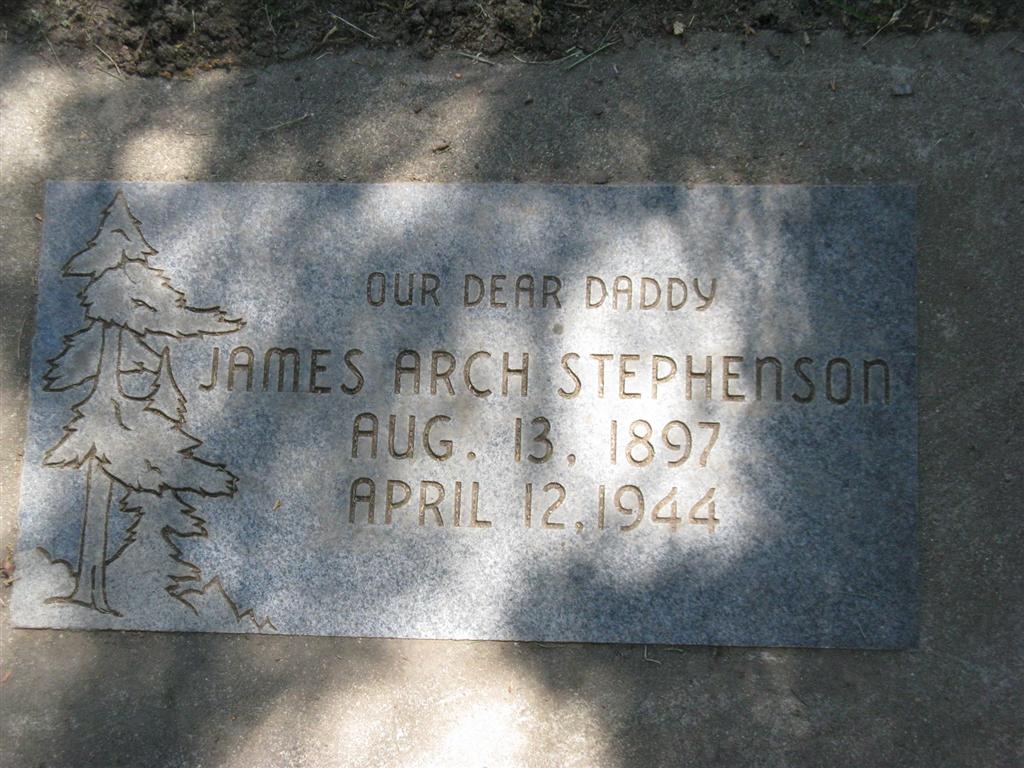 OUR DEAR DADDY
JAMES ARCH STEPHENSON
AUG. 13, 1897
APRIL 12, 1944